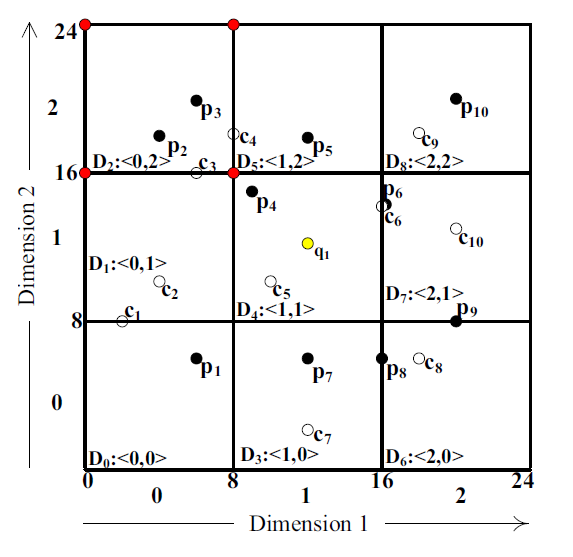 24
2
p₃
p₂
c₄
p₅
p₁₀
c₉
D₂:<0,2>
c₃
D₅:<1,2>
D₈:<2,2>
16
p₄
p₆
c₆
Dimension 2
1
q₁
c₁₀
D₁:<0,1>
c₂
c₅
D₇:<2,1>
c₁
D₄:<1,1>
p₉
8
p₁
p₇
p₈
c₈
0
c₇
D₀:<0,0>
D₃:<1,0>
D₆:<2,0>
0
8
16
24
0
1
2
Dimension 1